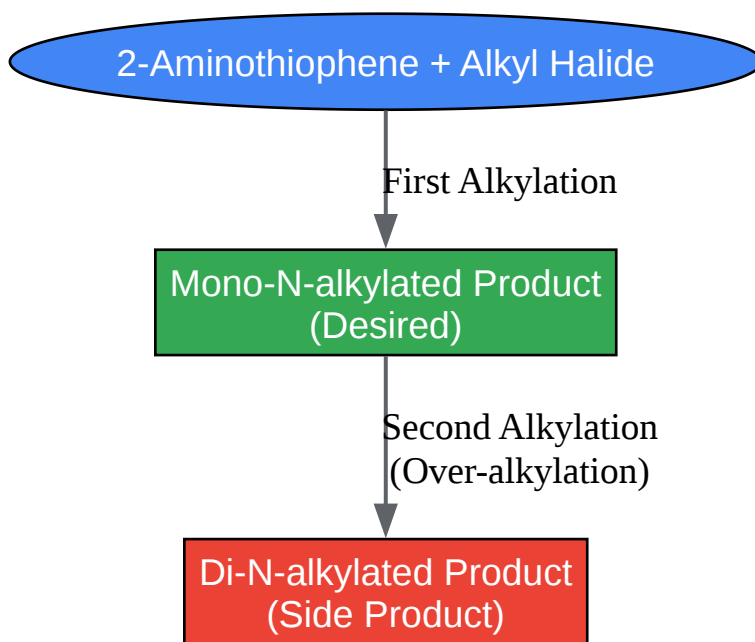 2-Aminothiophene + Alkyl Halide
First Alkylation
Mono-N-alkylated Product
(Desired)
Second Alkylation
(Over-alkylation)
Di-N-alkylated Product
(Side Product)